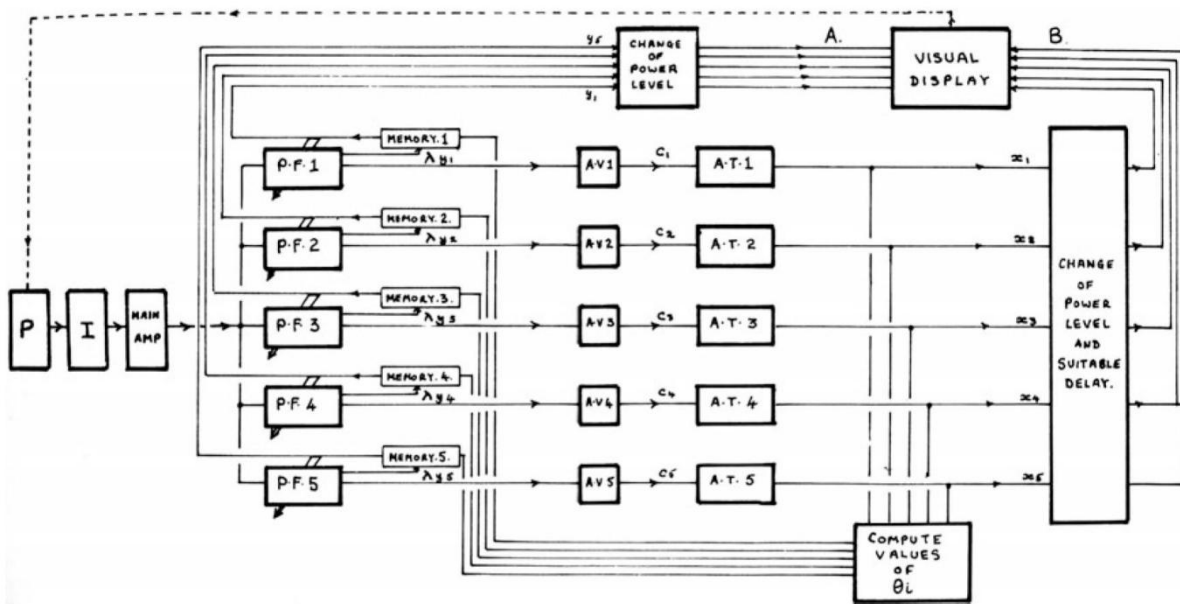 A.
B.
y5
y1
CHANGE
OF
POWER
LEVEL
VISUAL
DISPLAY
MEMORY.1
P.F.1
λy1
A.V1
C1
A.T.1
x1
MEMORY.2.
P.F.2
λy2
A.V2
C2
A.T.2
x2
MEMORY.3.
P.F.3
λy3
A.V3
C3
A.T.3
x3
MEMORY.4.
P.F.4
λy4
A.V4
C4
A.T.4
x4
MEMORY.5.
P.F.5
λy5
A.V5
C5
A.T.5
x5
P
I
MAIN
AMP
CHANGE
OF
POWER
LEVEL
AND
SUITABLE
DELAY.
COMPUTE
VALUES
OF
θi